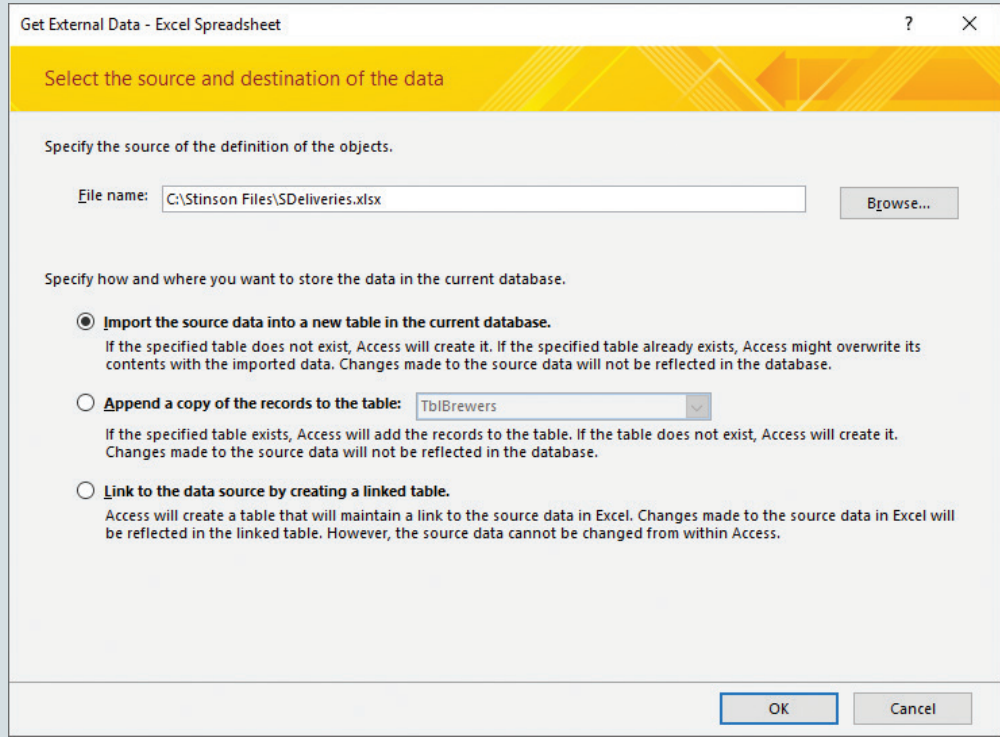 Get External Data - Excel Spreadsheet
?
Select the source and destination of the data
Specify the source of the definition of the objects.
File name: C:\Stinson Files\SDeliveries.xlsx
Browse...
Specify how and where you want to store the data in the current database.
Import the source data into a new table in the current database.
If the specified table does not exist, Access will create it. If the specified table already exists, Access might overwrite its
contents with the imported data. Changes made to the source data will not be reflected in the database.
Append a copy of the records to the table: TblBrewers
If the specified table exists, Access will add the records to the table. If the table does not exist, Access will create it.
Changes made to the source data will not be reflected in the database.
Link to the data source by creating a linked table.
Access will create a table that will maintain a link to the source data in Excel. Changes made to the source data in Excel will
be reflected in the linked table. However, the source data cannot be changed from within Access.
OK
Cancel